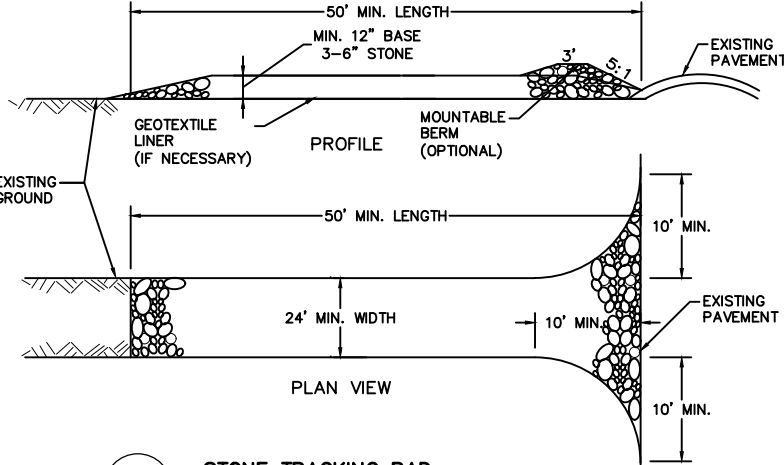 50' MIN. LENGTH
MIN. 12" BASE
3-6" STONE
3'
5:1
EXISTING
PAVEMENT
GEOTEXTILE
LINER
(IF NECESSARY)
PROFILE
MOUNTABLE
BERM
(OPTIONAL)
EXISTING
GROUND
50' MIN. LENGTH
10' MIN.
24' MIN. WIDTH
10' MIN.
EXISTING
PAVEMENT
PLAN VIEW
10' MIN.
STONE TRACKING PAD